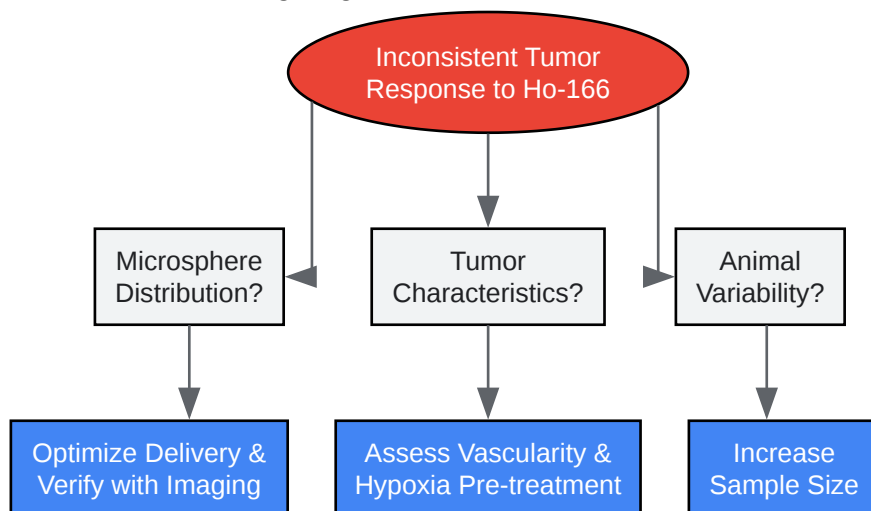 Inconsistent Tumor
Response to Ho-166
Microsphere
Distribution?
Tumor
Characteristics?
Animal
Variability?
Optimize Delivery &
Verify with Imaging
Assess Vascularity &
Hypoxia Pre-treatment
Increase
Sample Size